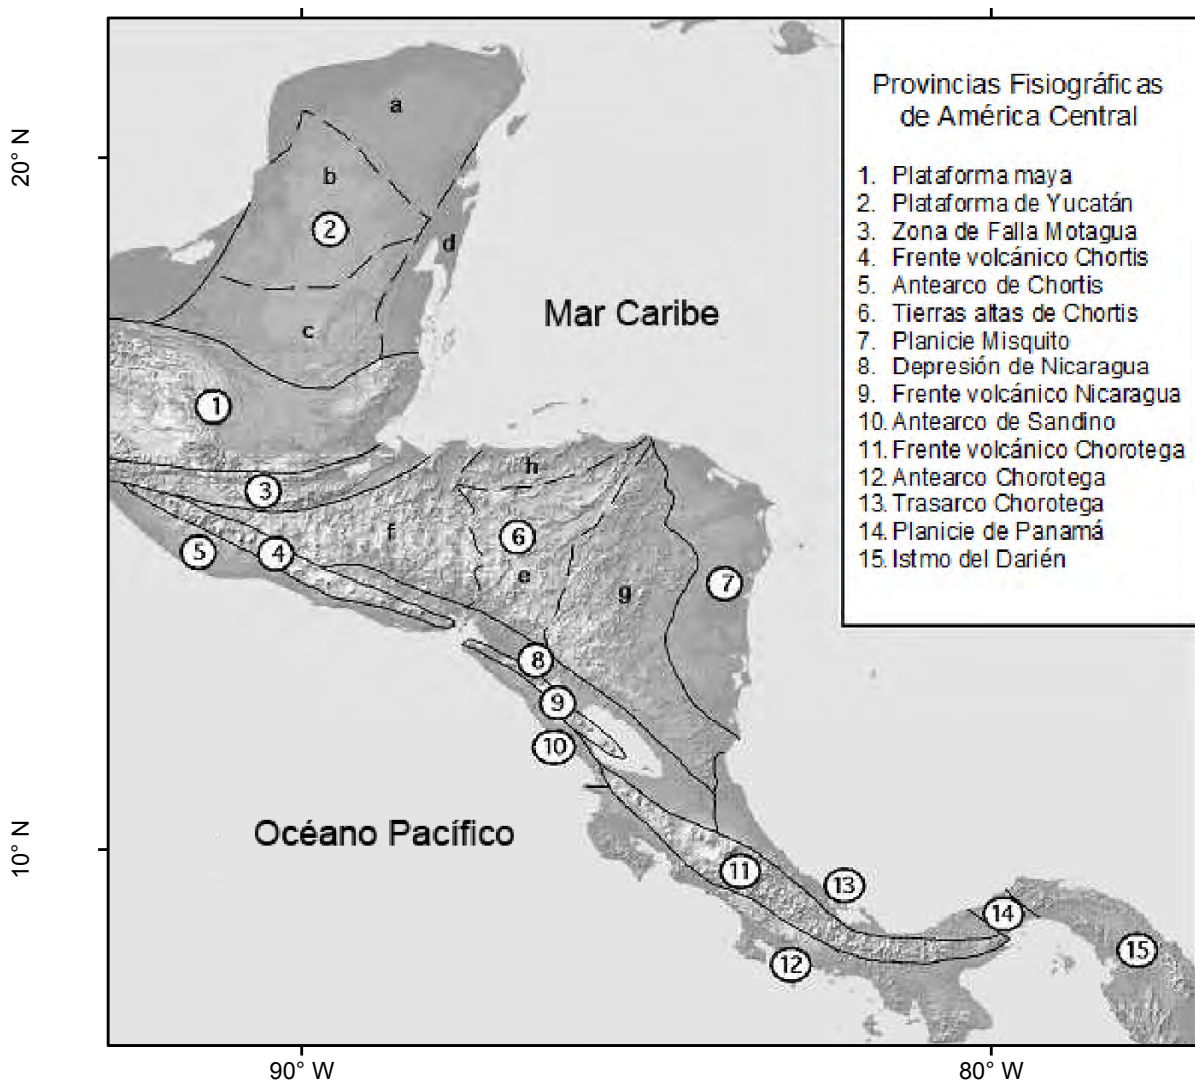 Provincias Fisiográficas
de América Central
1. Plataforma maya
2. Plataforma de Yucatán
3. Zona de Falla Motagua
4. Frente volcánico Chortis
5. Antearco de Chortis
6. Tierras altas de Chortis
7. Planicie Misquito
8. Depresión de Nicaragua
9. Frente volcánico Nicaragua
10. Antearco de Sandino
11. Frente volcánico Chorotega
12. Antearco Chorotega
13. Trasarco Chorotega
14. Planicie de Panamá
15. Istmo del Darién
20° N
a
b
2
d
Mar Caribe
c
1
h
3
f
6
5
4
e
g
7
8
9
10
10° N
Océano Pacífico
11
13
14
12
15
90° W
80° W